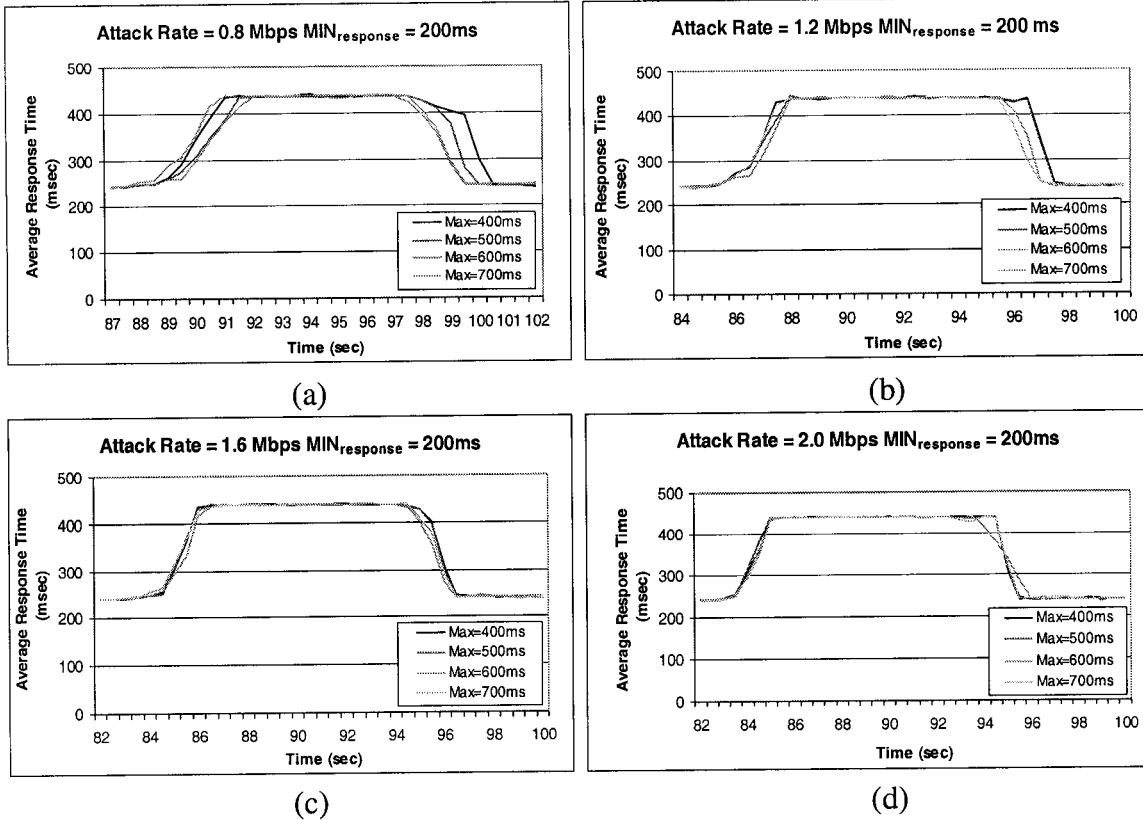 Attack Rate = 0.8 Mbps MINresponse = 200ms
500
400
300
200
100
0
Average Response Time
(msec)
Max=400ms
Max=500ms
Max=600ms
Max=700ms
87 88 89 90 91 92 93 94 95 96 97 98 99 100 101 102
Time (sec)
(a)
Attack Rate = 1.2 Mbps MINresponse = 200 ms
500
400
300
200
100
0
Average Response Time
(msec)
Max=400ms
Max=500ms
Max=600ms
Max=700ms
84 86 88 90 92 94 96 98 100
Time (sec)
(b)
Attack Rate = 1.6 Mbps MINresponse = 200ms
500
400
300
200
100
0
Average Response Time
(msec)
Max=400ms
Max=500ms
Max=600ms
Max=700ms
82 84 86 88 90 92 94 96 98 100
Time (sec)
(c)
Attack Rate = 2.0 Mbps MINresponse = 200ms
500
400
300
200
100
0
Average Response Time
(msec)
Max=400ms
Max=500ms
Max=600ms
Max=700ms
82 84 86 88 90 92 94 96 98 100
Time (sec)
(d)